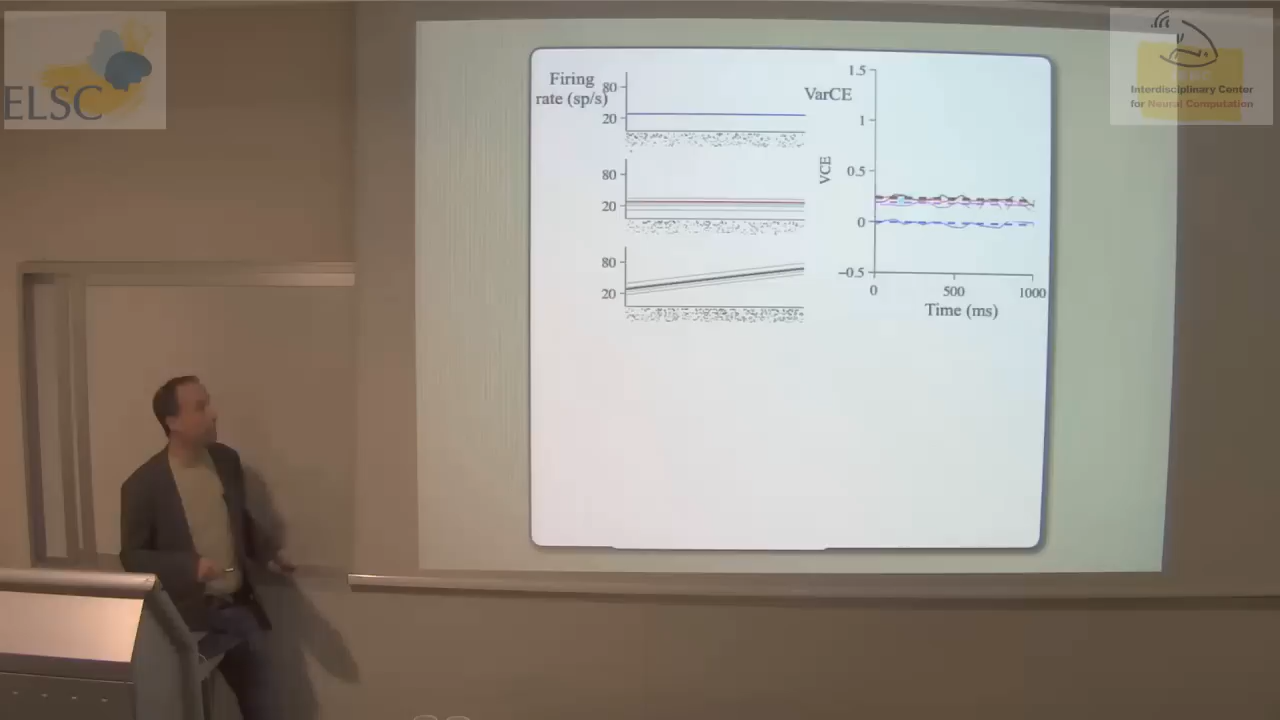 ELSC
Firing
rate (sp/s)
80
20
80
20
80
20
VarCE
VCE
1.5
1
0.5
0
−0.5
0
500
1000
Time (ms)
Interdisciplinary Center
for Neural Computation